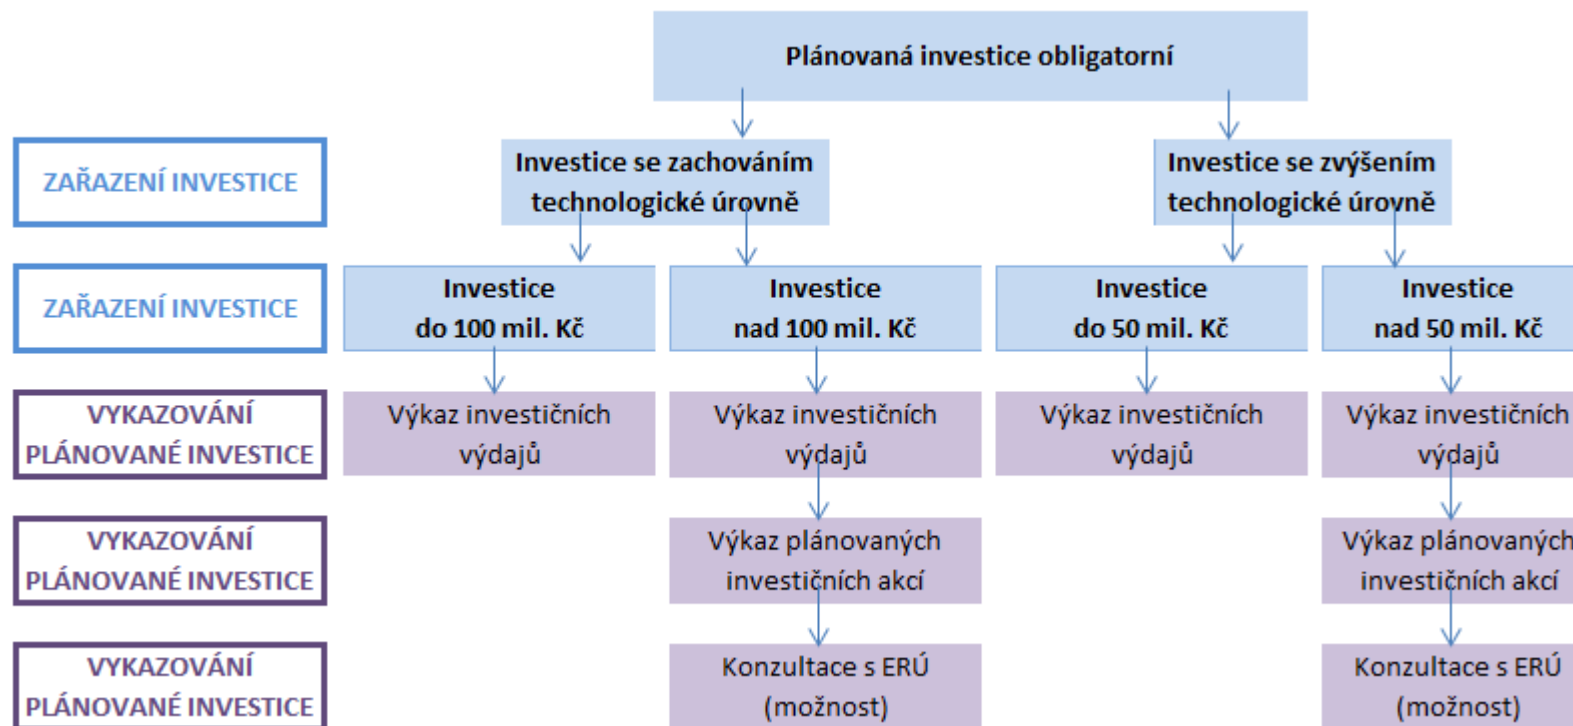 Plánovaná investice obligatorní
ZAŘAZENÍ INVESTICE
Investice se zachováním
technologické úrovně
Investice se zvýšením
technologické úrovně
ZAŘAZENÍ INVESTICE
Investice
do 100 mil. Kč
Investice
nad 100 mil. Kč
Investice
do 50 mil. Kč
Investice
nad 50 mil. Kč
VYKAZOVÁNÍ
PLÁNOVANÉ INVESTICE
Výkaz investičních
výdajů
Výkaz investičních
výdajů
Výkaz investičních
výdajů
Výkaz investičních
výdajů
VYKAZOVÁNÍ
PLÁNOVANÉ INVESTICE
Výkaz plánovaných
investičních akcí
Výkaz plánovaných
investičních akcí
VYKAZOVÁNÍ
PLÁNOVANÉ INVESTICE
Konzultace s ERÚ
(možnost)
Konzultace s ERÚ
(možnost)